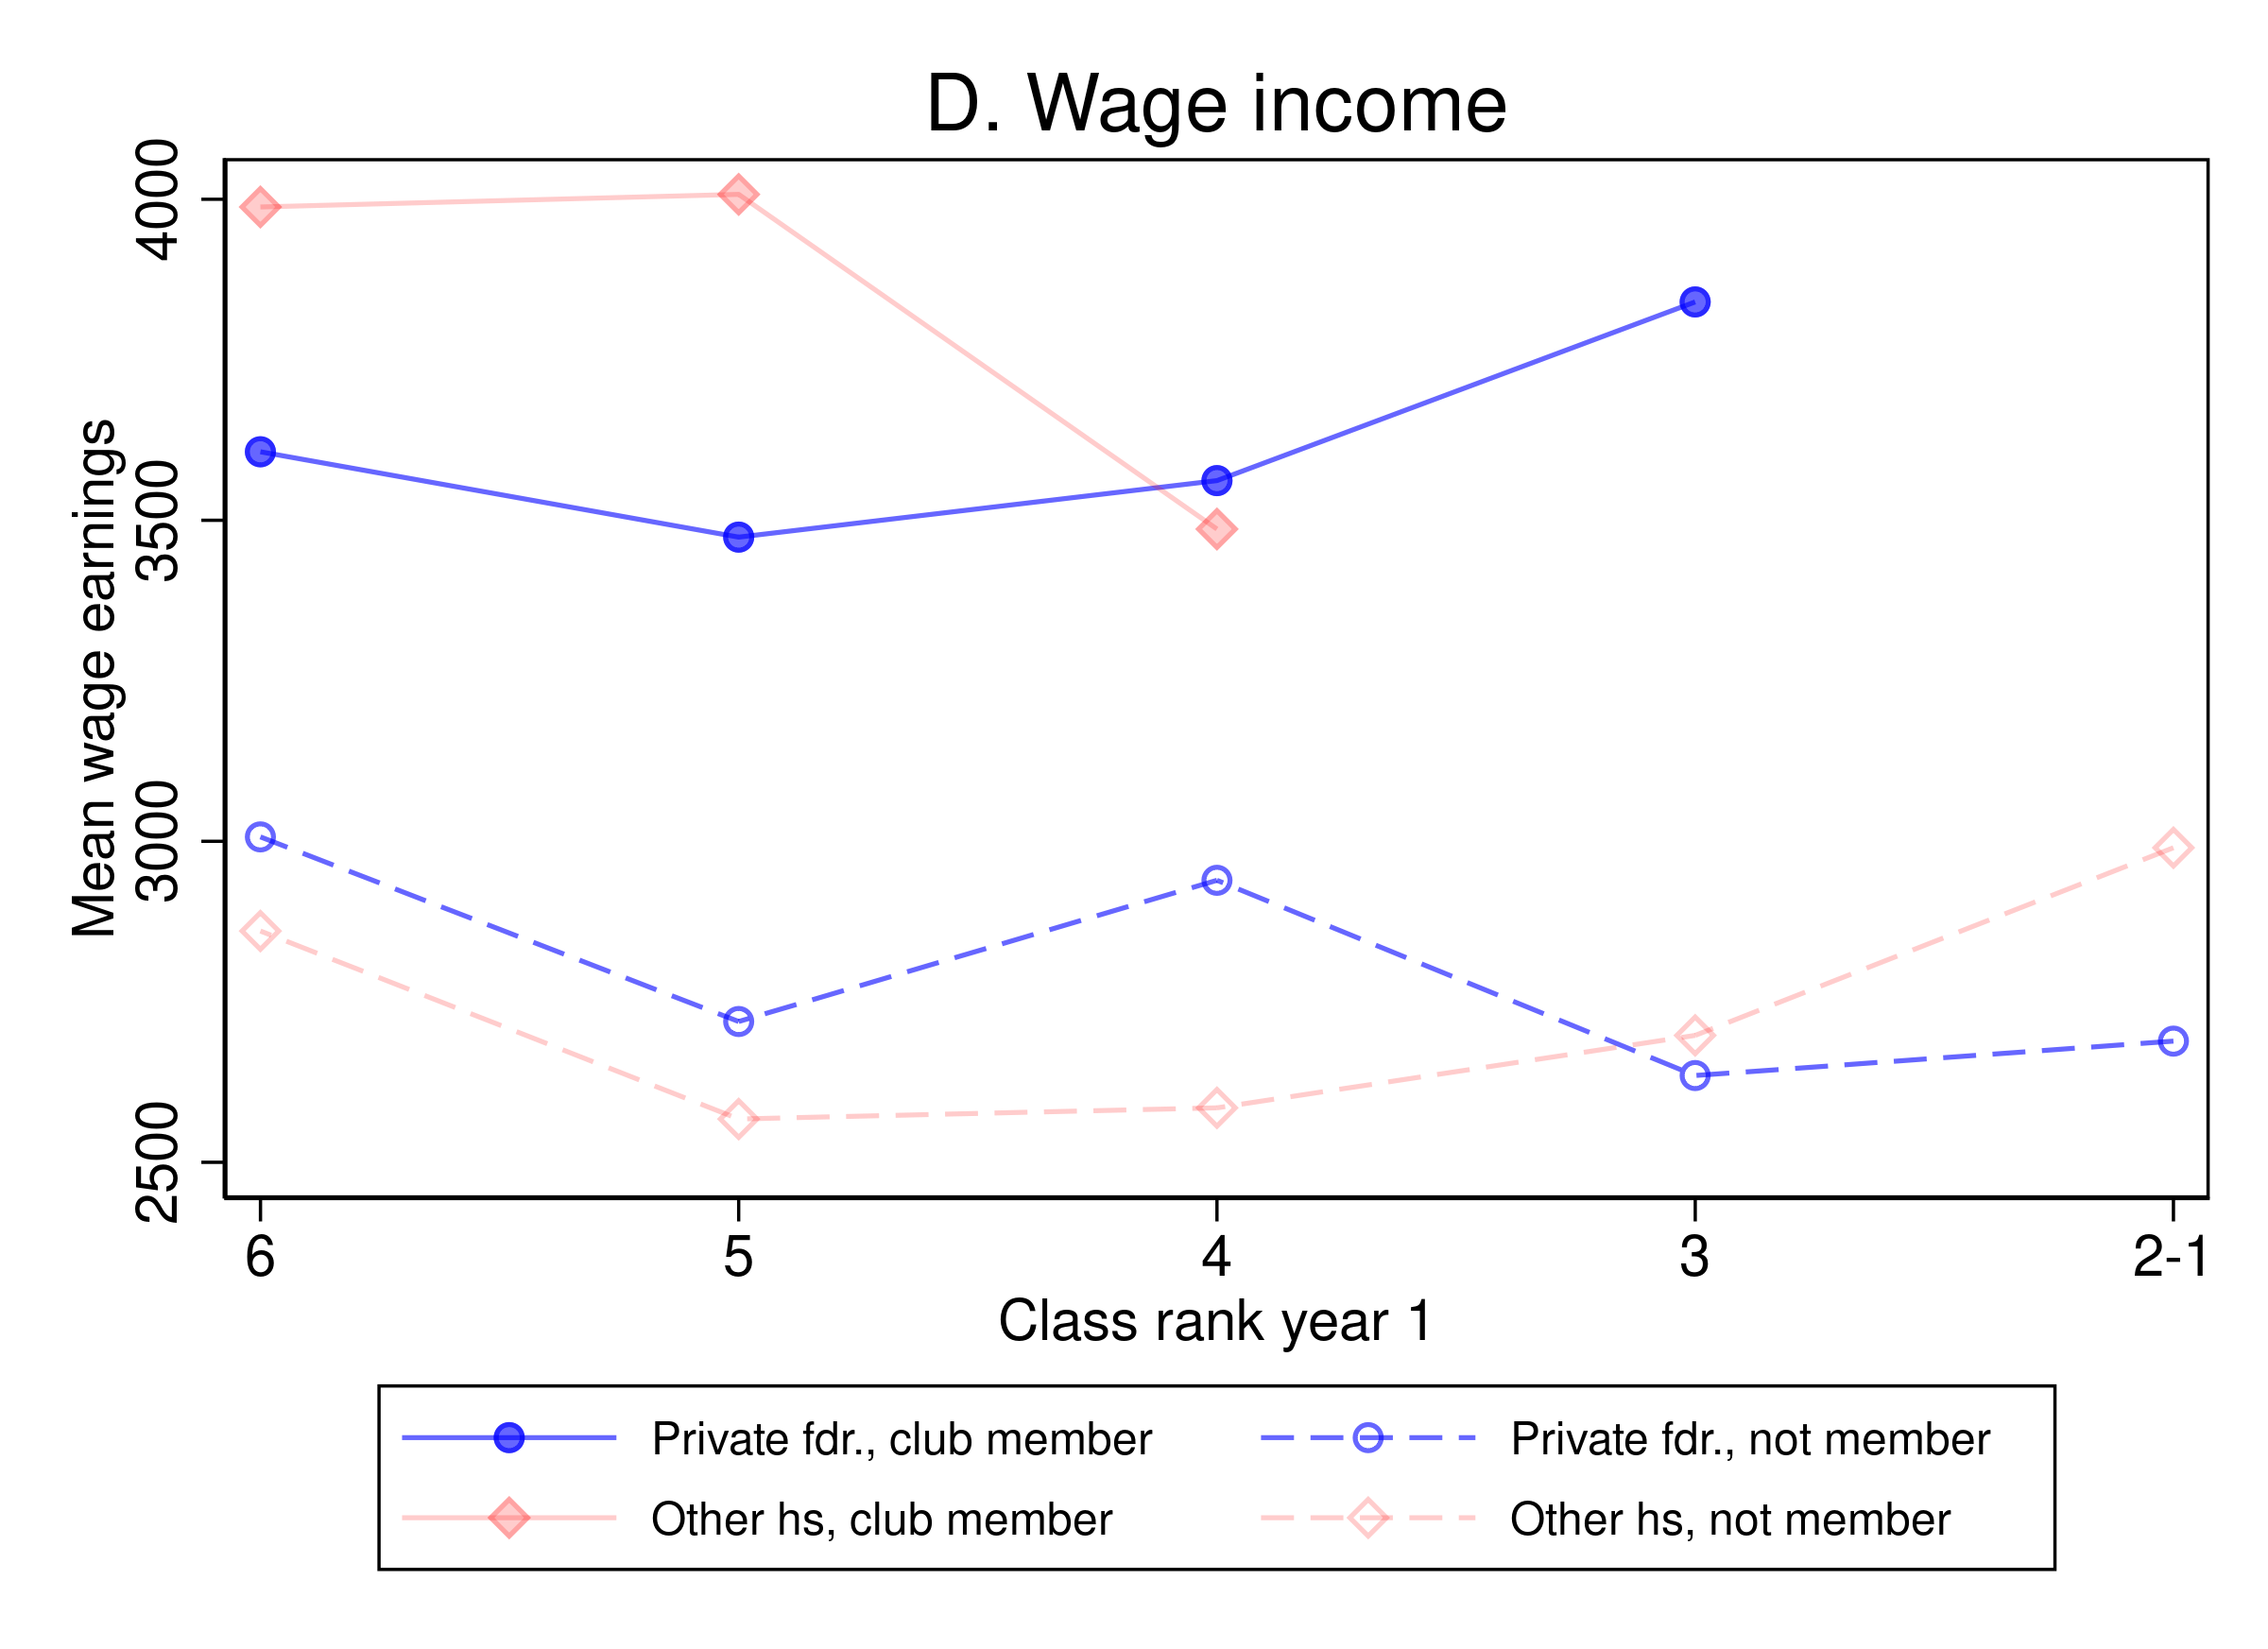 D. Wage income
Mean wage earnings
4000
3500
3000
2500
6 5 4 3 2-1
Class rank year 1
Private fdr., club member Private fdr., not member
Other hs, club member Other hs, not member